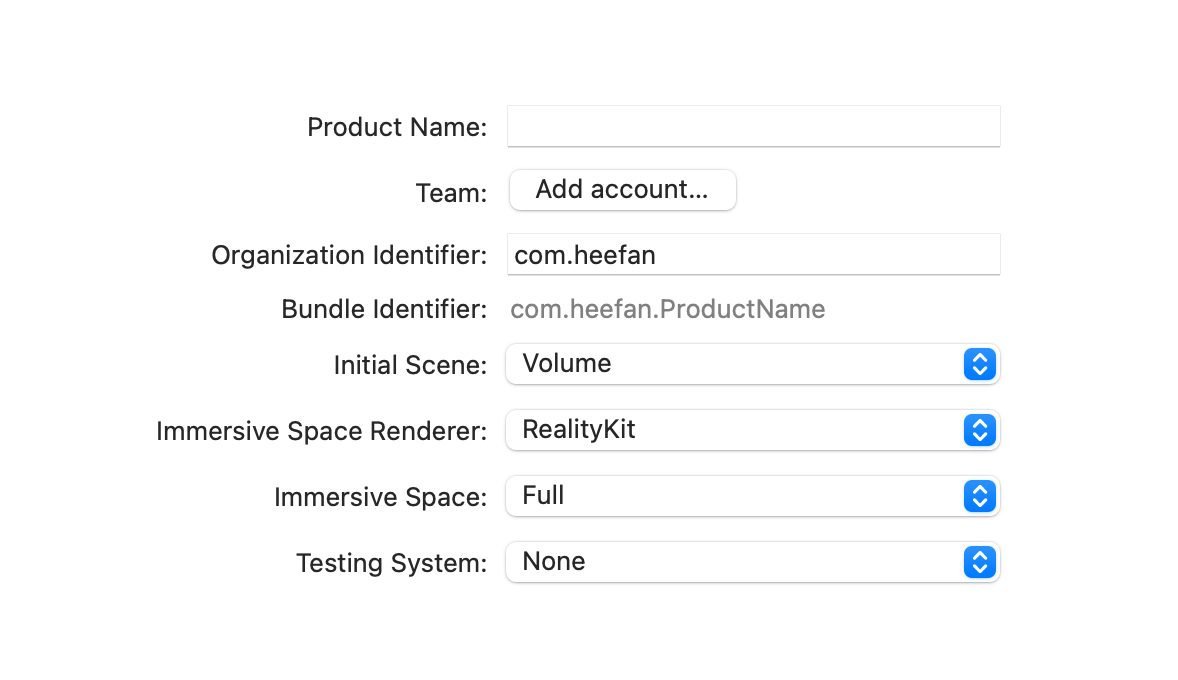 Product Name:
Team: Add account...
Organization Identifier: com.heefan
Bundle Identifier: com.heefan.ProductName
Initial Scene: Volume
Immersive Space Renderer: RealityKit
Immersive Space: Full
Testing System: None